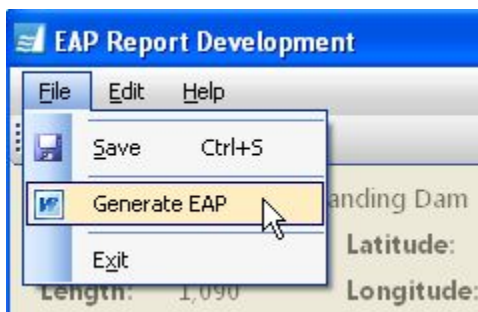 EAP Report Development
File Edit Help
Save Ctrl+S
Generate EAP
anding Dam
Latitude:
Exit
Length: 1,090 Longitude: